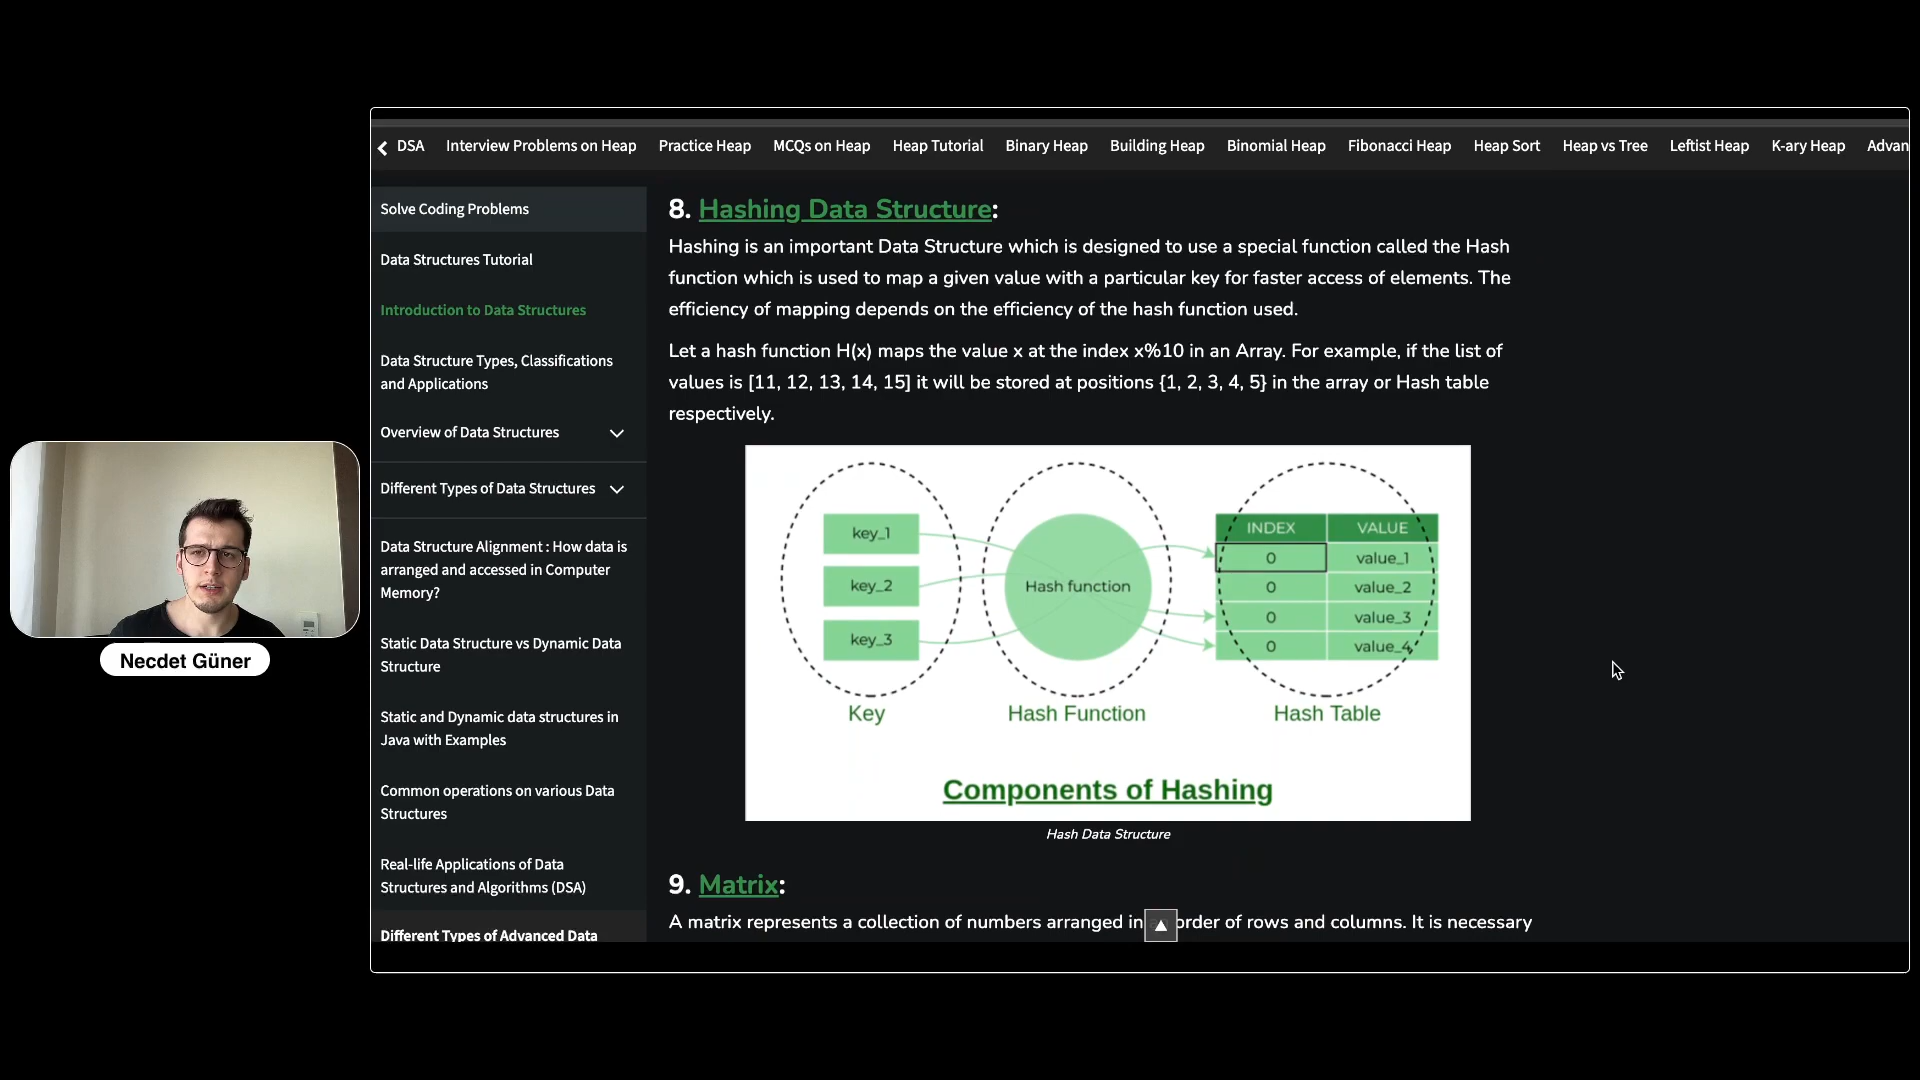 DSA Interview Problems on Heap Practice Heap MCQs on Heap Heap Tutorial Binary Heap Building Heap Binomial Heap Fibonacci Heap Heap Sort Heap vs Tree Leftist Heap K-ary Heap Advan
Solve Coding Problems
Data Structures Tutorial
Introduction to Data Structures
Data Structure Types, Classifications
and Applications
Overview of Data Structures
Different Types of Data Structures
Data Structure Alignment : How data is
arranged and accessed in Computer
Memory?
Static Data Structure vs Dynamic Data
Structure
Static and Dynamic data structures in
Java with Examples
Common operations on various Data
Structures
Real-life Applications of Data
Structures and Algorithms (DSA)
Different Types of Advanced Data
8. Hashing Data Structure:
Hashing is an important Data Structure which is designed to use a special function called the Hash
function which is used to map a given value with a particular key for faster access of elements. The
efficiency of mapping depends on the efficiency of the hash function used.
Let a hash function H(x) maps the value x at the index x%10 in an Array. For example, if the list of
values is [11, 12, 13, 14, 15] it will be stored at positions {1, 2, 3, 4, 5} in the array or Hash table
respectively.
key_1
key_2
key_3
Key
Hash function
Hash Function
INDEX VALUE
0 value_1
0 value_2
0 value_3
0 value_4
Hash Table
Components of Hashing
Hash Data Structure
9. Matrix:
A matrix represents a collection of numbers arranged in order of rows and columns. It is necessary
Necdet Güner